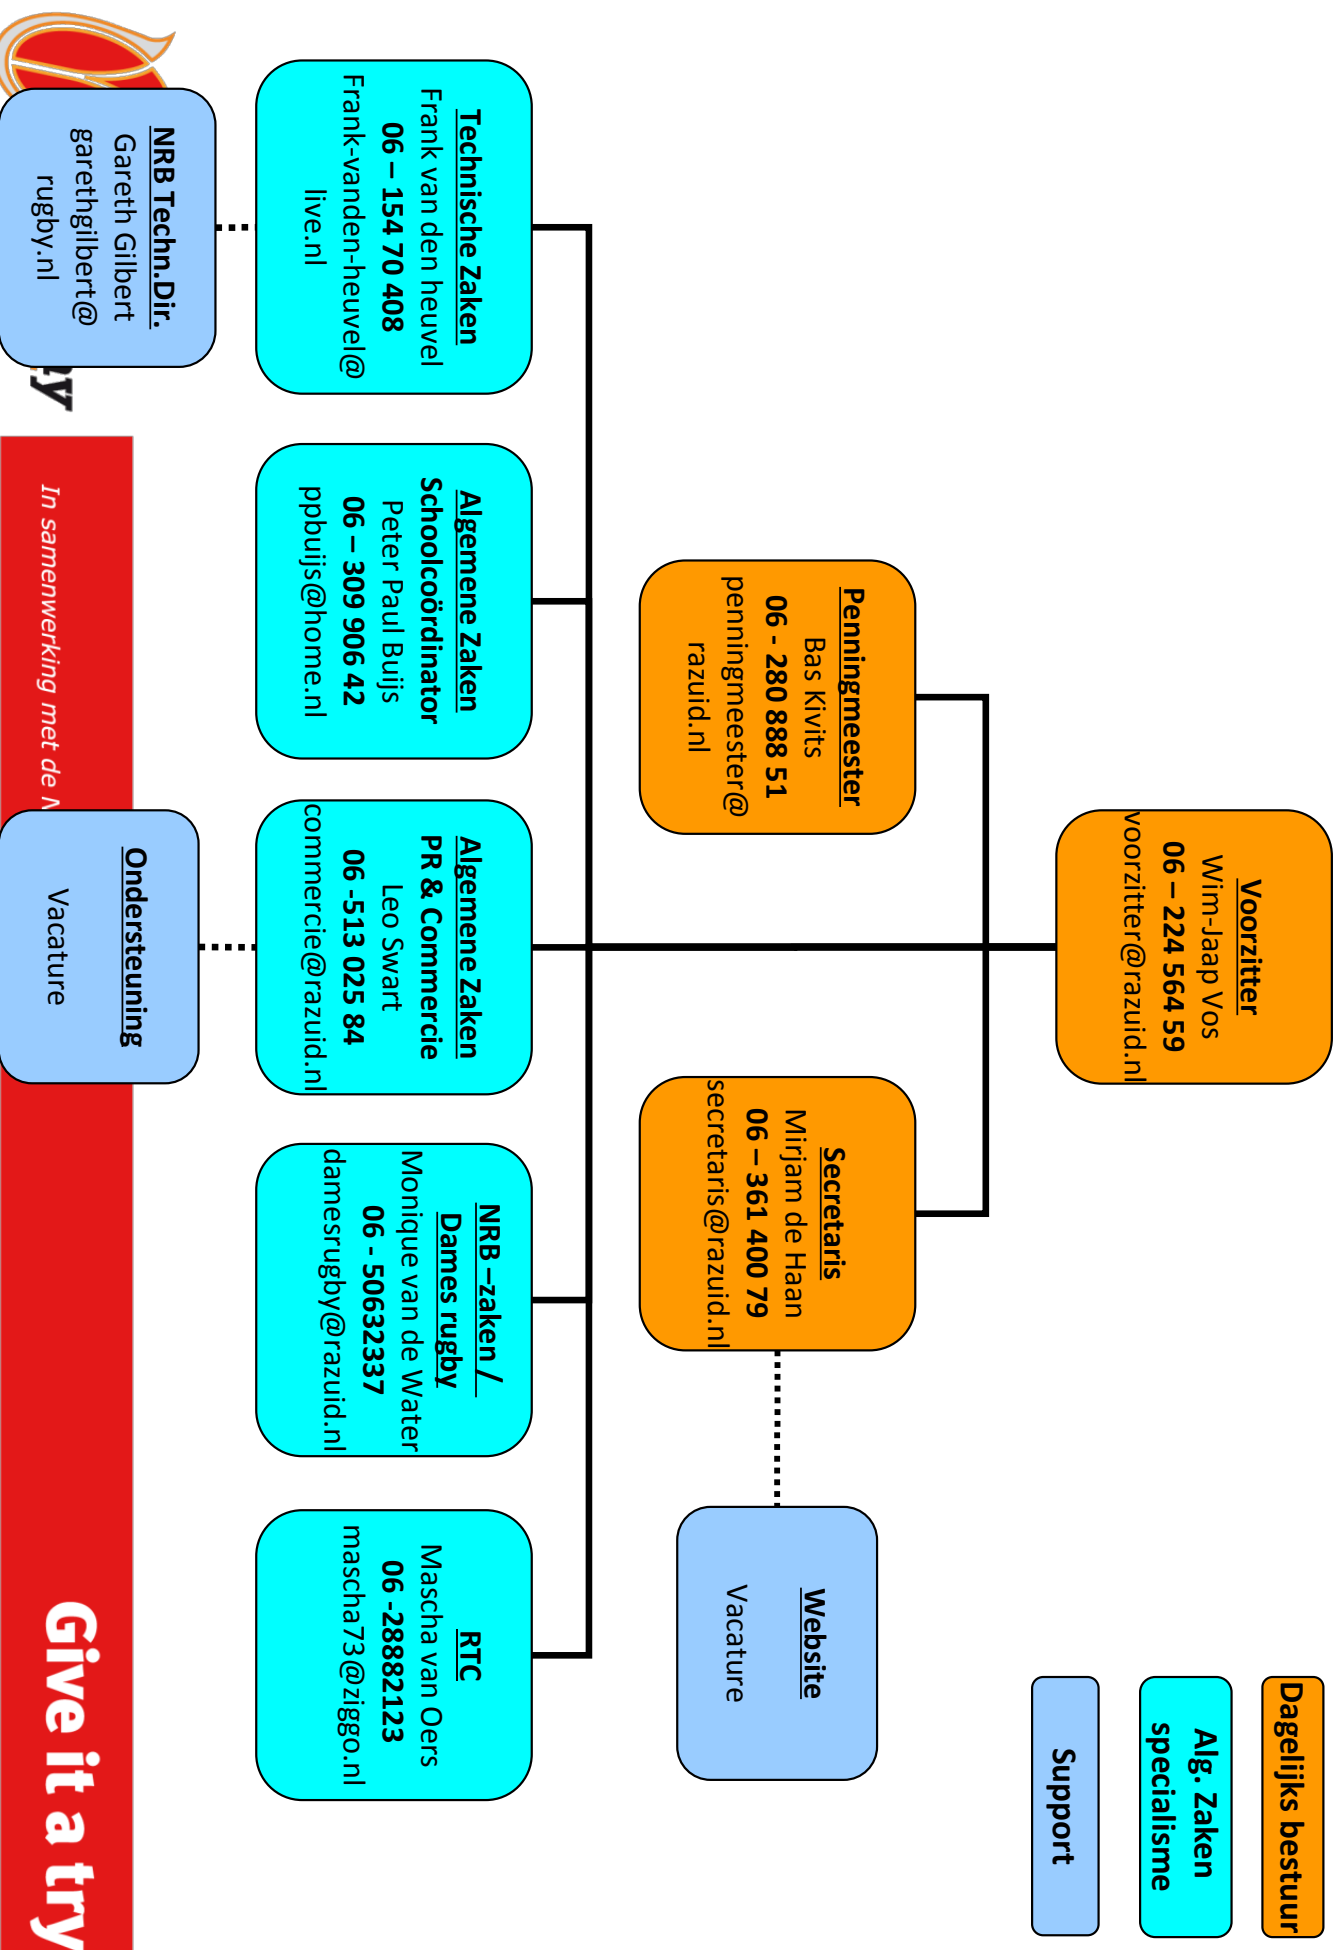 Dagelijks bestuur
Alg. Zaken
specialisme
Support
Voorzitter
Wim-Jaap Vos
06 – 224 564 59
voorzitter@razuid.nl
Penningmeester
Bas Kivits
06 - 280 888 51
penningmeester@
razuid.nl
Secretaris
Mirjam de Haan
06 – 361 400 79
secretaris@razuid.nl
Website
Vacature
Technische Zaken
Frank van den heuvel
06 – 154 70 408
Frank-vanden-heuvel@
live.nl
Algemene Zaken
Schoolcoördinator
Peter Paul Buijs
06 – 309 906 42
ppbuijs@home.nl
Algemene Zaken
PR & Commercie
Leo Swart
06 -513 025 84
commercie@razuid.nl
NRB –zaken /
Dames rugby
Monique van de Water
06 - 50632337
damesrugby@razuid.nl
RTC
Mascha van Oers
06 -28882123
mascha73@ziggo.nl
NRB Techn.Dir.
Gareth Gilbert
garethgilbert@
rugby.nl
Ondersteuning
Vacature
In samenwerking met de
Give it a try